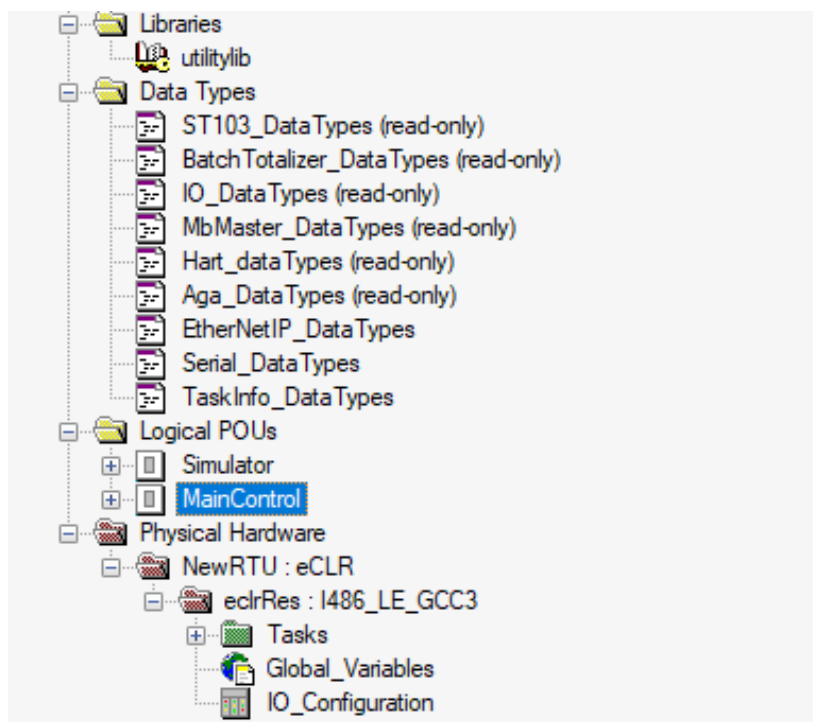 Libraries
utilitylib
Data Types
ST103_DataTypes (read-only)
BatchTotalizer_DataTypes (read-only)
IO_DataTypes (read-only)
MbMaster_DataTypes (read-only)
Hart_dataTypes (read-only)
Aga_DataTypes (read-only)
EtherNetIP_DataTypes
Serial_DataTypes
TaskInfo_DataTypes
Logical POUs
Simulator
MainControl
Physical Hardware
NewRTU : eCLR
eclrRes : I486_LE_GCC3
Tasks
Global_Variables
IO_Configuration